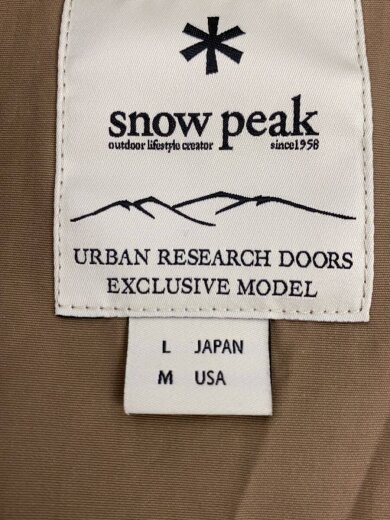 snow peak
outdoor lifestyle creator since1958
URBAN RESEARCH DOORS
EXCLUSIVE MODEL
L JAPAN
M USA